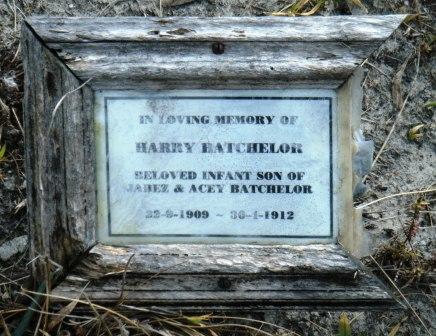 IN LOVING MEMORY OF
HARRY BATCHELOR
BELOVED INFANT SON OF
JABEZ & ACEY BATCHELOR
22-9-1909 ~ 30-1-1912